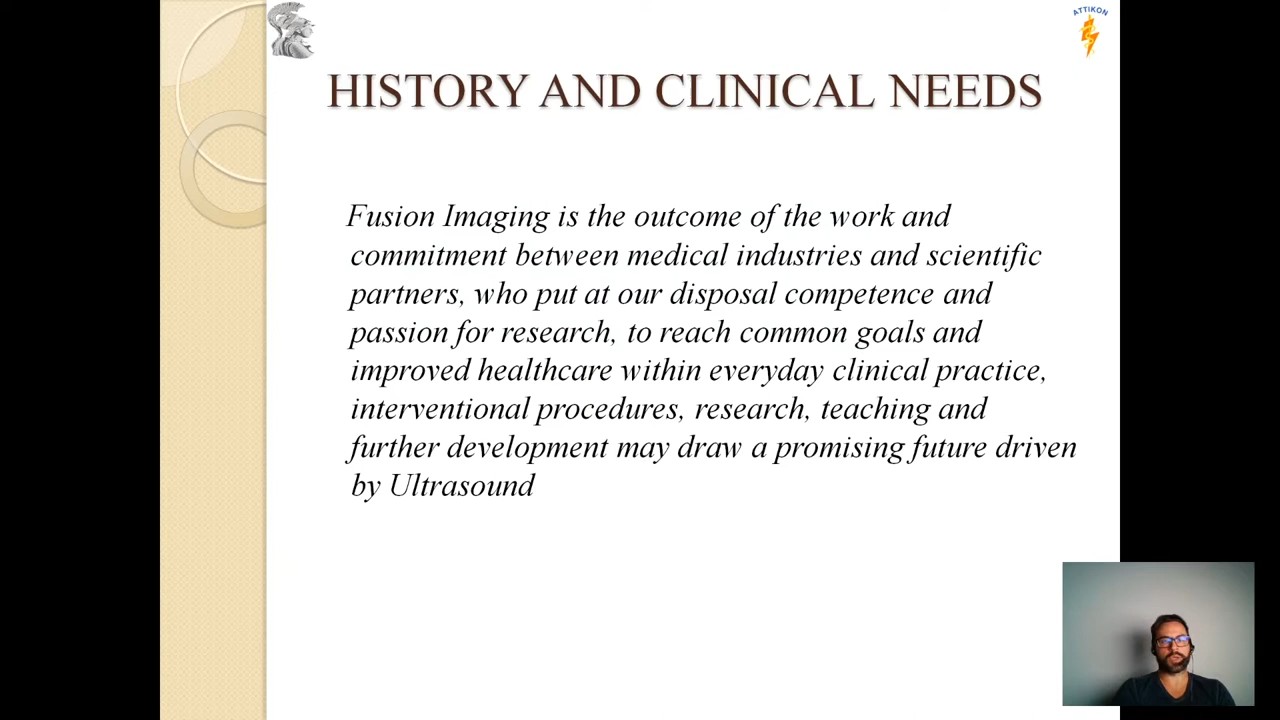 ATTIKON
HISTORY AND CLINICAL NEEDS
Fusion Imaging is the outcome of the work and
commitment between medical industries and scientific
partners, who put at our disposal competence and
passion for research, to reach common goals and
improved healthcare within everyday clinical practice,
interventional procedures, research, teaching and
further development may draw a promising future driven
by Ultrasound